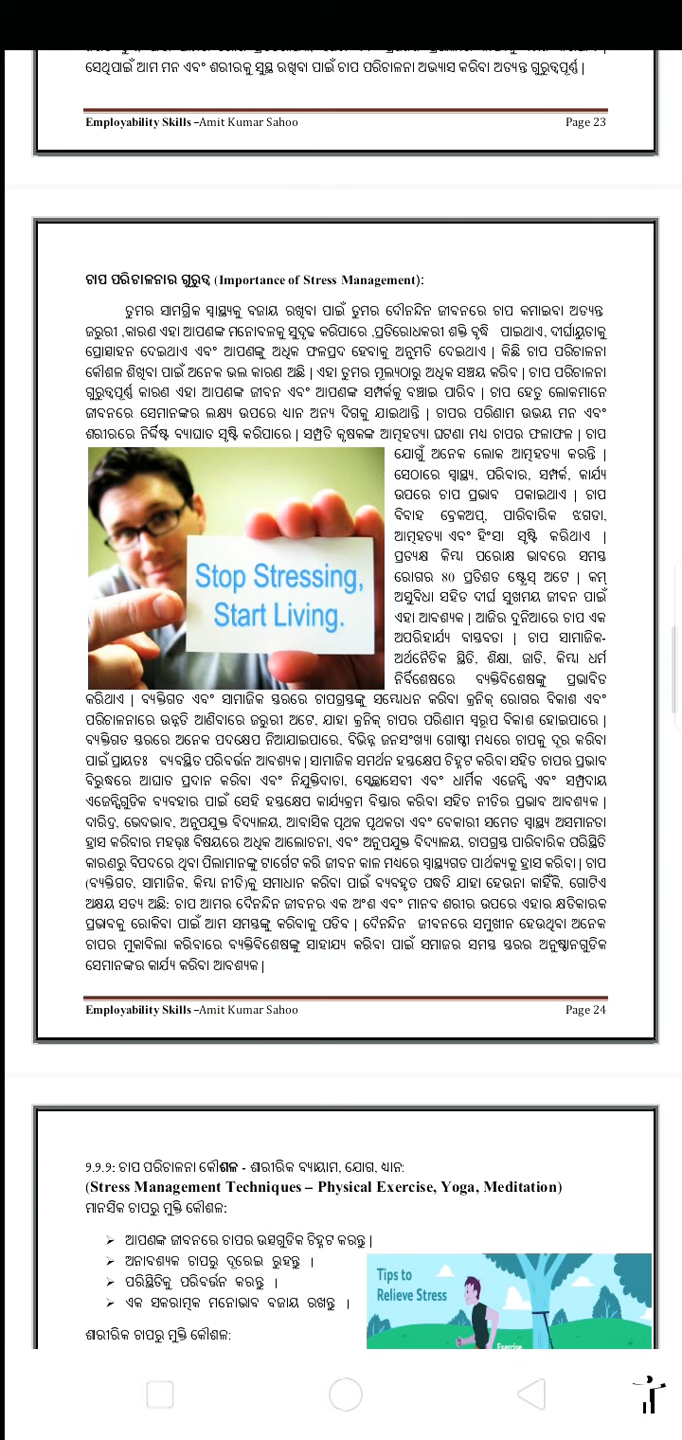 ସେଥିପାଇଁ ଆମ ମନ ଏବଂ ଶରୀରକୁ ସୁସ୍ଥ ରଖିବା ପାଇଁ ଚାପ ପରିଚାଳନା ଅଭ୍ୟାସ କରିବା ଅତ୍ୟନ୍ତ ଗୁରୁତ୍ୱପୂର୍ଣ୍ଣ |
Employability Skills –Amit Kumar Sahoo Page 23
ଚାପ ପରିଚାଳନାର ଗୁରୁତ୍ୱ (Importance of Stress Management):
ତୁମର ସାମଗ୍ରିକ ସ୍ୱାସ୍ଥ୍ୟକୁ ବଜାୟ ରଖିବା ପାଇଁ ତୁମର ଦୈନନ୍ଦିନ ଜୀବନରେ ଚାପ କମାଇବା ଅତ୍ୟନ୍ତ
ଜରୁରୀ ,କାରଣ ଏହା ଆପଣଙ୍କ ମନୋବଳକୁ ସୁଦୃଢ କରିପାରେ ,ପ୍ରତିରୋଧକରୀ ଶକ୍ତି ବୃଦ୍ଧି ପାଇଥାଏ, ଦୀର୍ଘାୟୁତାକୁ
ପ୍ରୋତ୍ସାହନ ଦେଇଥାଏ ଏବଂ ଆପଣଙ୍କୁ ଅଧିକ ଫଳପ୍ରଦ ହେବାକୁ ଅନୁମତି ଦେଇଥାଏ | କିଛି ଚାପ ପରିଚାଳନା
କୌଶଳ ଶିଖିବା ପାଇଁ ଅନେକ ଭଲ କାରଣ ଅଛି | ଏହା ତୁମର ମୂଲ୍ୟଠାରୁ ଅଧିକ ସଞ୍ଚୟ କରିବ | ଚାପ ପରିଚାଳନା
ଗୁରୁତ୍ୱପୂର୍ଣ୍ଣ କାରଣ ଏହା ଆପଣଙ୍କ ଜୀବନ ଏବଂ ଆପଣଙ୍କ ସମ୍ପର୍କକୁ ବଞ୍ଚାଇ ପାରିବ | ଚାପ ହେତୁ ଲୋକମାନେ
ଜୀବନରେ ସେମାନଙ୍କର ଲକ୍ଷ୍ୟ ଉପରେ ଧ୍ୟାନ ଅନ୍ୟ ଦିଗକୁ ଯାଇଥାନ୍ତି | ଚାପର ପରିଣାମ ଉଭୟ ମନ ଏବଂ
ଶରୀରରେ ନିର୍ଦ୍ଦିଷ୍ଟ ବ୍ୟାଘାତ ସୃଷ୍ଟି କରିପାରେ | ସମ୍ପ୍ରତି କୃଷକଙ୍କ ଆତ୍ମହତ୍ୟା ଘଟଣା ମଧ୍ୟ ଚାପର ଫଳାଫଳ | ଚାପ
ଯୋଗୁଁ ଅନେକ ଲୋକ ଆତ୍ମହତ୍ୟା କରନ୍ତି |
ସେଠାରେ ସ୍ୱାସ୍ଥ୍ୟ, ପରିବାର, ସମ୍ପର୍କ, କାର୍ଯ୍ୟ
ଉପରେ ଚାପ ପ୍ରଭାବ ପକାଇଥାଏ | ଚାପ
ବିବାହ ବ୍ରେକଅପ୍, ପାରିବାରିକ ଝଗଡା,
ଆତ୍ମହତ୍ୟା ଏବଂ ହିଂସା ସୃଷ୍ଟି କରିଥାଏ |
ପ୍ରତ୍ୟକ୍ଷ କିମ୍ବା ପରୋକ୍ଷ ଭାବରେ ସମସ୍ତ
ରୋଗର 80 ପ୍ରତିଶତ ଷ୍ଟ୍ରେସ୍ ଅଟେ | କମ୍
ଅସୁବିଧା ସହିତ ଦୀର୍ଘ ସୁଖମୟ ଜୀବନ ପାଇଁ
ଏହା ଆବଶ୍ୟକ | ଆଜିର ଦୁନିଆରେ ଚାପ ଏକ
ଅପରିହାର୍ଯ୍ୟ ବାସ୍ତବତା | ଚାପ ସାମାଜିକ-
ଅର୍ଥନୈତିକ ସ୍ଥିତି, ଶିକ୍ଷା, ଜାତି, କିମ୍ବା ଧର୍ମ
ନିର୍ବିଶେଷରେ ବ୍ୟକ୍ତିବିଶେଷଙ୍କୁ ପ୍ରଭାବିତ
Stop Stressing,
Start Living.
କରିଥାଏ | ବ୍ୟକ୍ତିଗତ ଏବଂ ସାମାଜିକ ସ୍ତରରେ ଚାପଗ୍ରସ୍ତଙ୍କୁ ସମ୍ବୋଧନ କରିବା କ୍ରନିକ୍ ରୋଗର ବିକାଶ ଏବଂ
ପରିଚାଳନାରେ ଉନ୍ନତି ଆଣିବାରେ ଜରୁରୀ ଅଟେ, ଯାହା କ୍ରନିକ୍ ଚାପର ପରିଣାମ ସ୍ୱରୂପ ବିକାଶ ହୋଇପାରେ |
ବ୍ୟକ୍ତିଗତ ସ୍ତରରେ ଅନେକ ପଦକ୍ଷେପ ନିଆଯାଇପାରେ, ବିଭିନ୍ନ ଜନସଂଖ୍ୟା ଗୋଷ୍ଠୀ ମଧ୍ୟରେ ଚାପକୁ ଦୂର କରିବା
ପାଇଁ ପ୍ରାୟତଃ ବ୍ୟବସ୍ଥିତ ପରିବର୍ତ୍ତନ ଆବଶ୍ୟକ | ସାମାଜିକ ସମର୍ଥନ ହସ୍ତକ୍ଷେପ ଚିହ୍ନଟ କରିବା ସହିତ ଚାପର ପ୍ରଭାବ
ବିରୁଦ୍ଧରେ ଆଘାତ ପ୍ରଦାନ କରିବା ଏବଂ ନିଯୁକ୍ତିଦାତା, ସ୍ୱେଚ୍ଛାସେବୀ ଏବଂ ଧାର୍ମିକ ଏଜେନ୍ସି ଏବଂ ସମ୍ପ୍ରଦାୟ
ଏଜେନ୍ସିଗୁଡିକ ବ୍ୟବହାର ପାଇଁ ସେହି ହସ୍ତକ୍ଷେପ କାର୍ଯ୍ୟକ୍ରମ ବିସ୍ତାର କରିବା ସହିତ ନୀତିର ପ୍ରଭାବ ଆବଶ୍ୟକ |
ଦାରିଦ୍ର, ଭେଦଭାବ, ଅନୁପଯୁକ୍ତ ବିଦ୍ୟାଳୟ, ଆବାସିକ ପୃଥକ ପୃଥକତା ଏବଂ ବେକାରୀ ସମେତ ସ୍ୱାସ୍ଥ୍ୟ ଅସମାନତା
ହ୍ରାସ କରିବାର ମହତ୍ତ୍ୱ ବିଷୟରେ ଅଧିକ ଆଲୋଚନା, ଏବଂ ଅନୁପଯୁକ୍ତ ବିଦ୍ୟାଳୟ, ଚାପଗ୍ରସ୍ତ ପାରିବାରିକ ପରିସ୍ଥିତି
କାରଣରୁ ବିପଦରେ ଥିବା ପିଲାମାନଙ୍କୁ ଟାର୍ଗେଟ କରି ଜୀବନ କାଳ ମଧ୍ୟରେ ସ୍ୱାସ୍ଥ୍ୟଗତ ପାର୍ଥକ୍ୟକୁ ହ୍ରାସ କରିବା | ଚାପ
(ବ୍ୟକ୍ତିଗତ, ସାମାଜିକ, କିମ୍ବା ନୀତି)କୁ ସମାଧାନ କରିବା ପାଇଁ ବ୍ୟବହୃତ ପଦ୍ଧତି ଯାହା ହେଉନା କାହିଁକି, ଗୋଟିଏ
ଅକ୍ଷୟ ସତ୍ୟ ଅଛି: ଚାପ ଆମର ଦୈନନ୍ଦିନ ଜୀବନର ଏକ ଅଂଶ ଏବଂ ମାନବ ଶରୀର ଉପରେ ଏହାର କ୍ଷତିକାରକ
ପ୍ରଭାବକୁ ରୋକିବା ପାଇଁ ଆମ ସମସ୍ତଙ୍କୁ କରିବାକୁ ପଡିବ | ଦୈନନ୍ଦିନ ଜୀବନରେ ସମୁଖୀନ ହେଉଥିବା ଅନେକ
ଚାପର ମୁକାବିଲା କରିବାରେ ବ୍ୟକ୍ତିବିଶେଷଙ୍କୁ ସାହାଯ୍ୟ କରିବା ପାଇଁ ସମାଜର ସମସ୍ତ ସ୍ତରର ଅନୁଷ୍ଠାନଗୁଡିକ
ସେମାନଙ୍କର କାର୍ଯ୍ୟ କରିବା ଆବଶ୍ୟକ |
Employability Skills –Amit Kumar Sahoo Page 24
୨.୨.୨: ଚାପ ପରିଚାଳନା କୌଶଳ - ଶାରୀରିକ ବ୍ୟାୟାମ, ଯୋଗ, ଧ୍ୟାନ:
(Stress Management Techniques – Physical Exercise, Yoga, Meditation)
ମାନସିକ ଚାପରୁ ମୁକ୍ତି କୌଶଳ:
➢ ଆପଣଙ୍କ ଜୀବନରେ ଚାପର ଉତ୍ସଗୁଡିକ ଚିହ୍ନଟ କରନ୍ତୁ |
➢ ଅନାବଶ୍ୟକ ଚାପରୁ ଦୂରେଇ ରୁହନ୍ତୁ |
➢ ପରିସ୍ଥିତିକୁ ପରିବର୍ତ୍ତନ କରନ୍ତୁ |
➢ ଏକ ସକରାତ୍ମକ ମନୋଭାବ ବଜାୟ ରଖନ୍ତୁ |
Tips to
Relieve Stress
Exercise
ଶାରୀରିକ ଚାପରୁ ମୁକ୍ତି କୌଶଳ: